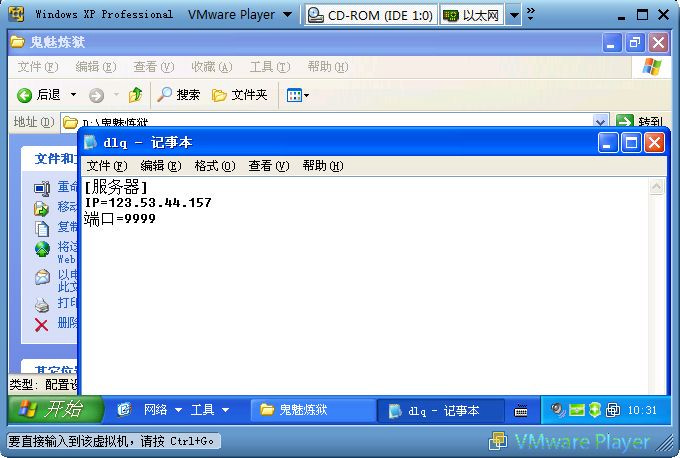 Windows XP Professional VMware Player CD-ROM (IDE 1:0) 以太网
鬼魅炼狱
文件(F) 编辑(E) 查看(V) 收藏(A) 工具(T) 帮助(H)
后退 搜索 文件夹
地址(D) D:\鬼魅炼狱 转到
dlq - 记事本
文件(F) 编辑(E) 格式(O) 查看(V) 帮助(H)
[服务器]
IP=123.53.44.157
端口=9999
文件和文
重命
移动
复制
将这
Web
以电
此文
打印
删除
其它位
类型: 配置设
开始 网络 工具 鬼魅炼狱 dlq - 记事本 10:31
要直接输入到该虚拟机，请按 Ctrl+G。
VMware Player